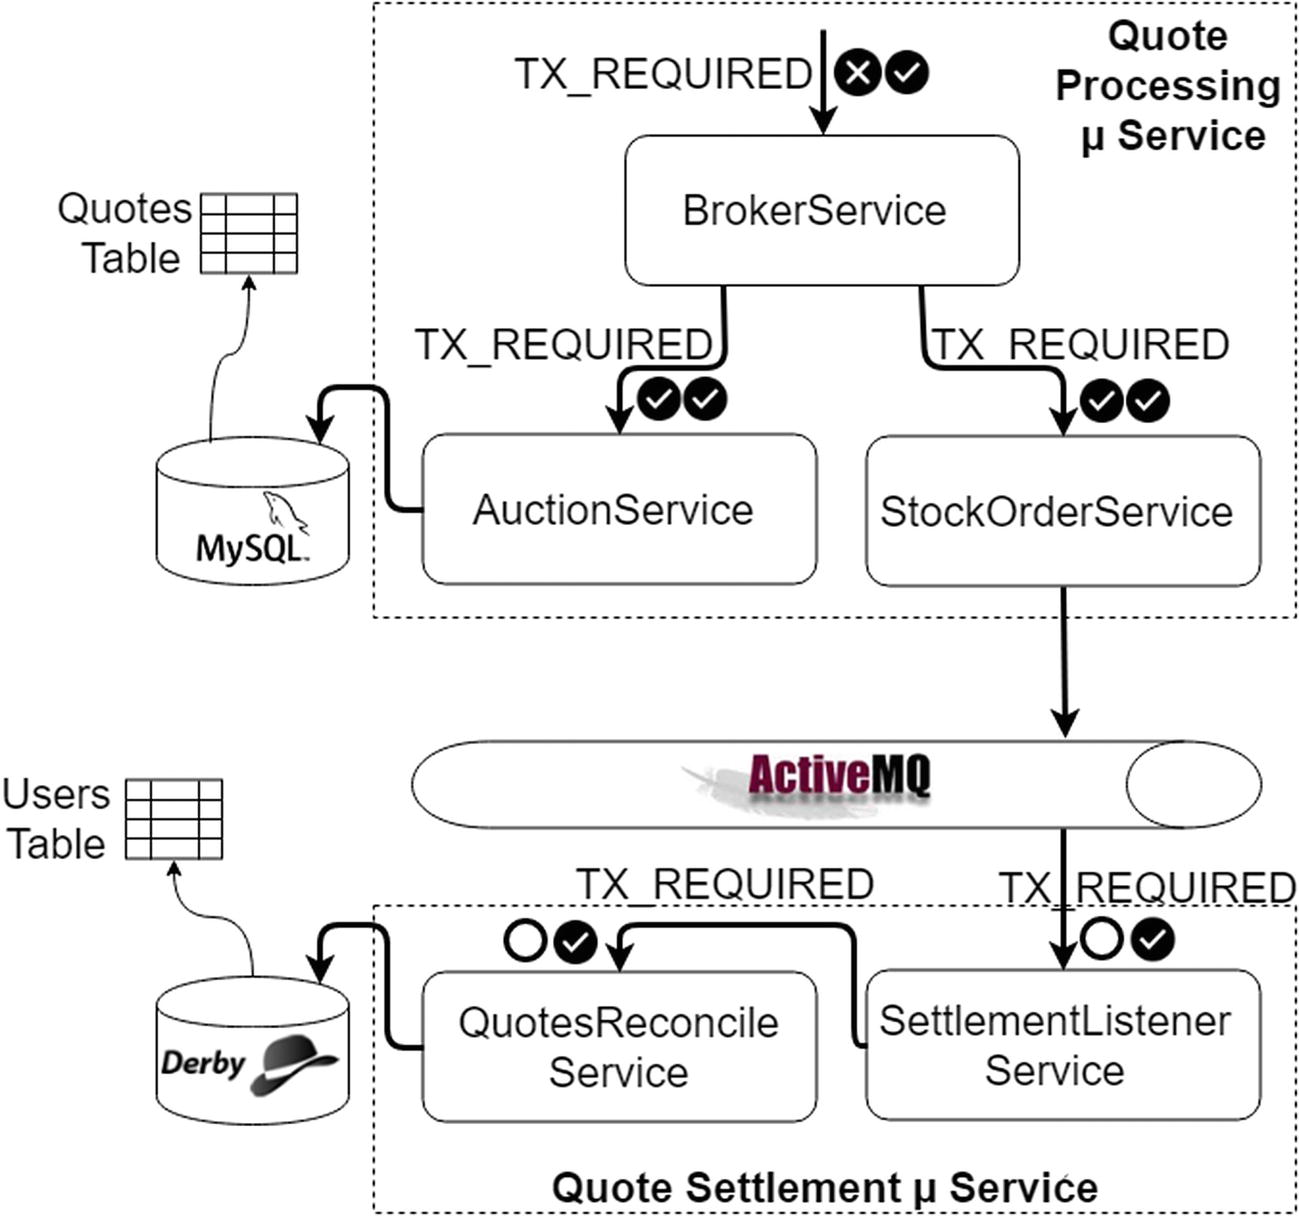 Quote
Processing
µ Service
TX_REQUIRED
BrokerService
Quotes
Table
TX_REQUIRED
TX_REQUIRED
AuctionService
StockOrderService
MySQL™
ActiveMQ
Users
Table
TX_REQUIRED
TX_REQUIRED
QuotesReconcile
Service
SettlementListener
Service
Derby
Quote Settlement µ Service